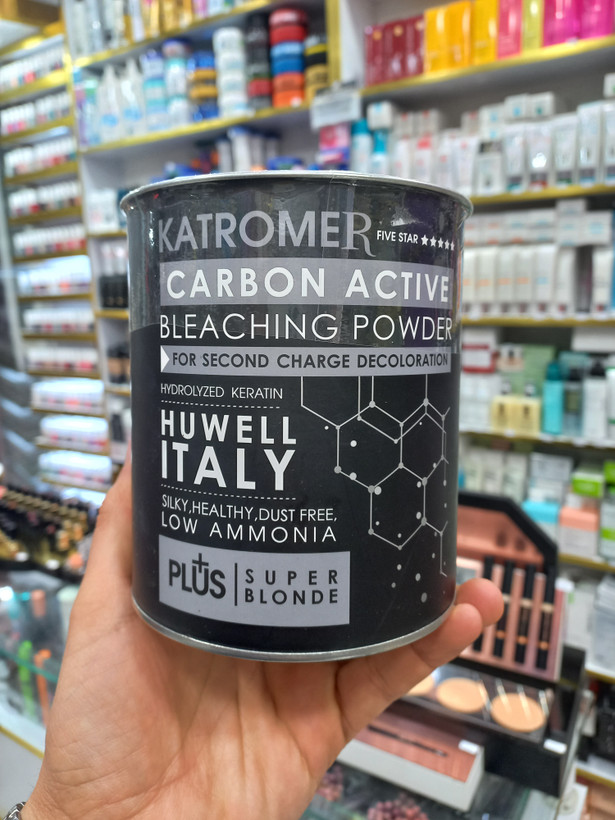 KATROMER
FIVE STAR ★★★★★
CARBON ACTIVE
BLEACHING POWDER
FOR SECOND CHARGE DECOLORATION
HYDROLYZED KERATIN
HUWELL
ITALY
SILKY,HEALTHY,DUST FREE,
LOW AMMONIA
PLUS
SUPER
BLONDE